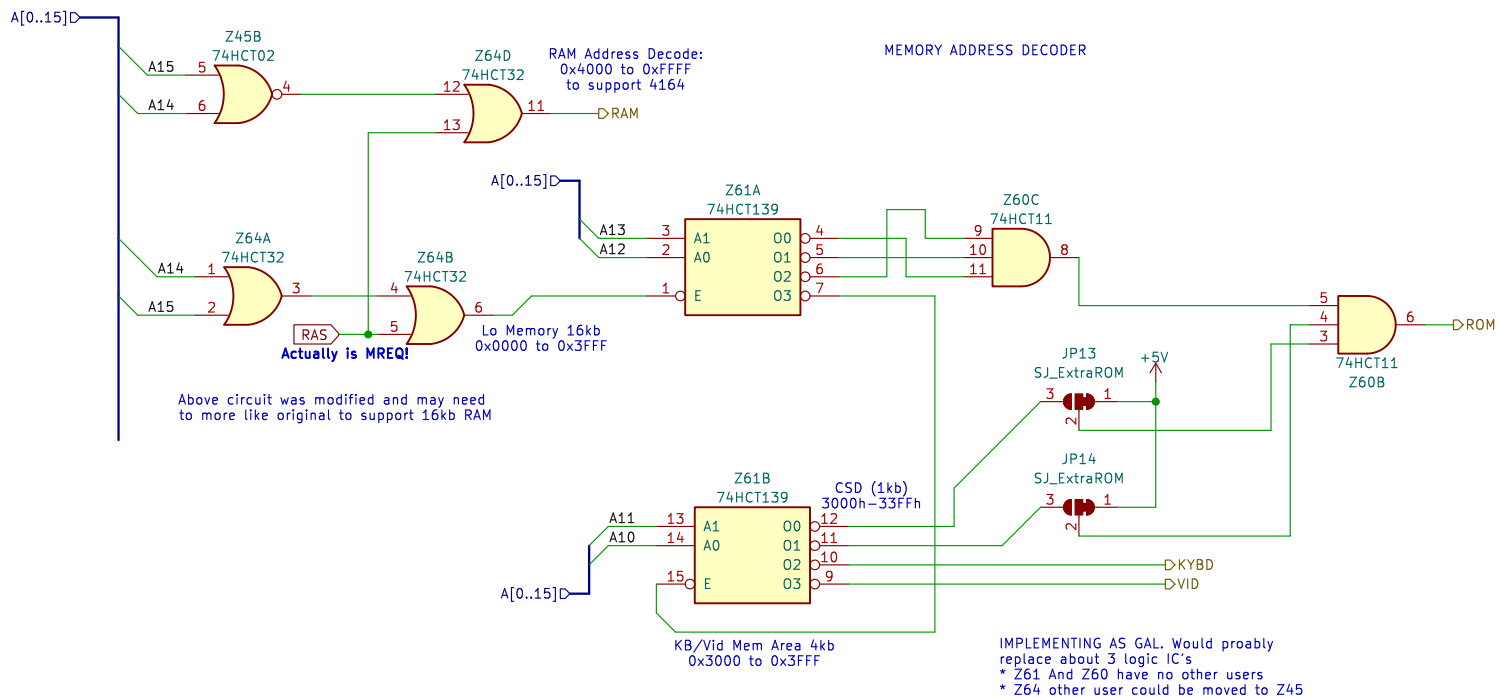 A[0..15]
Z45B
74HCT02
A15
5
4
A14
6
Z64D
74HCT32
12
13
11
RAM Address Decode:
0x4000 to 0xFFFF
to support 4164
RAM
MEMORY ADDRESS DECODER
A[0..15]
A13
A12
Z61A
74HCT139
3
A1
2
A0
1
E
O0
4
O1
5
O2
6
O3
7
Z60C
74HCT11
9
10
11
8
Z64A
74HCT32
A14
1
A15
2
3
Z64B
74HCT32
4
5
6
RAS
Actually is MREQ!
Lo Memory 16kb
0x0000 to 0x3FFF
Above circuit was modified and may need
to more like original to support 16kb RAM
5
4
3
6
ROM
74HCT11
Z60B
JP13
SJ_ExtraROM
3
1
2
+5V
JP14
SJ_ExtraROM
3
1
2
Z61B
74HCT139
CSD (1kb)
3000h-33FFh
A11
13
A1
A10
14
A0
15
E
O0
12
O1
11
O2
10
O3
9
KYBD
VID
A[0..15]
KB/Vid Mem Area 4kb
0x3000 to 0x3FFF
IMPLEMENTING AS GAL. Would proably
replace about 3 logic IC's
* Z61 And Z60 have no other users
* Z64 other user could be moved to Z45